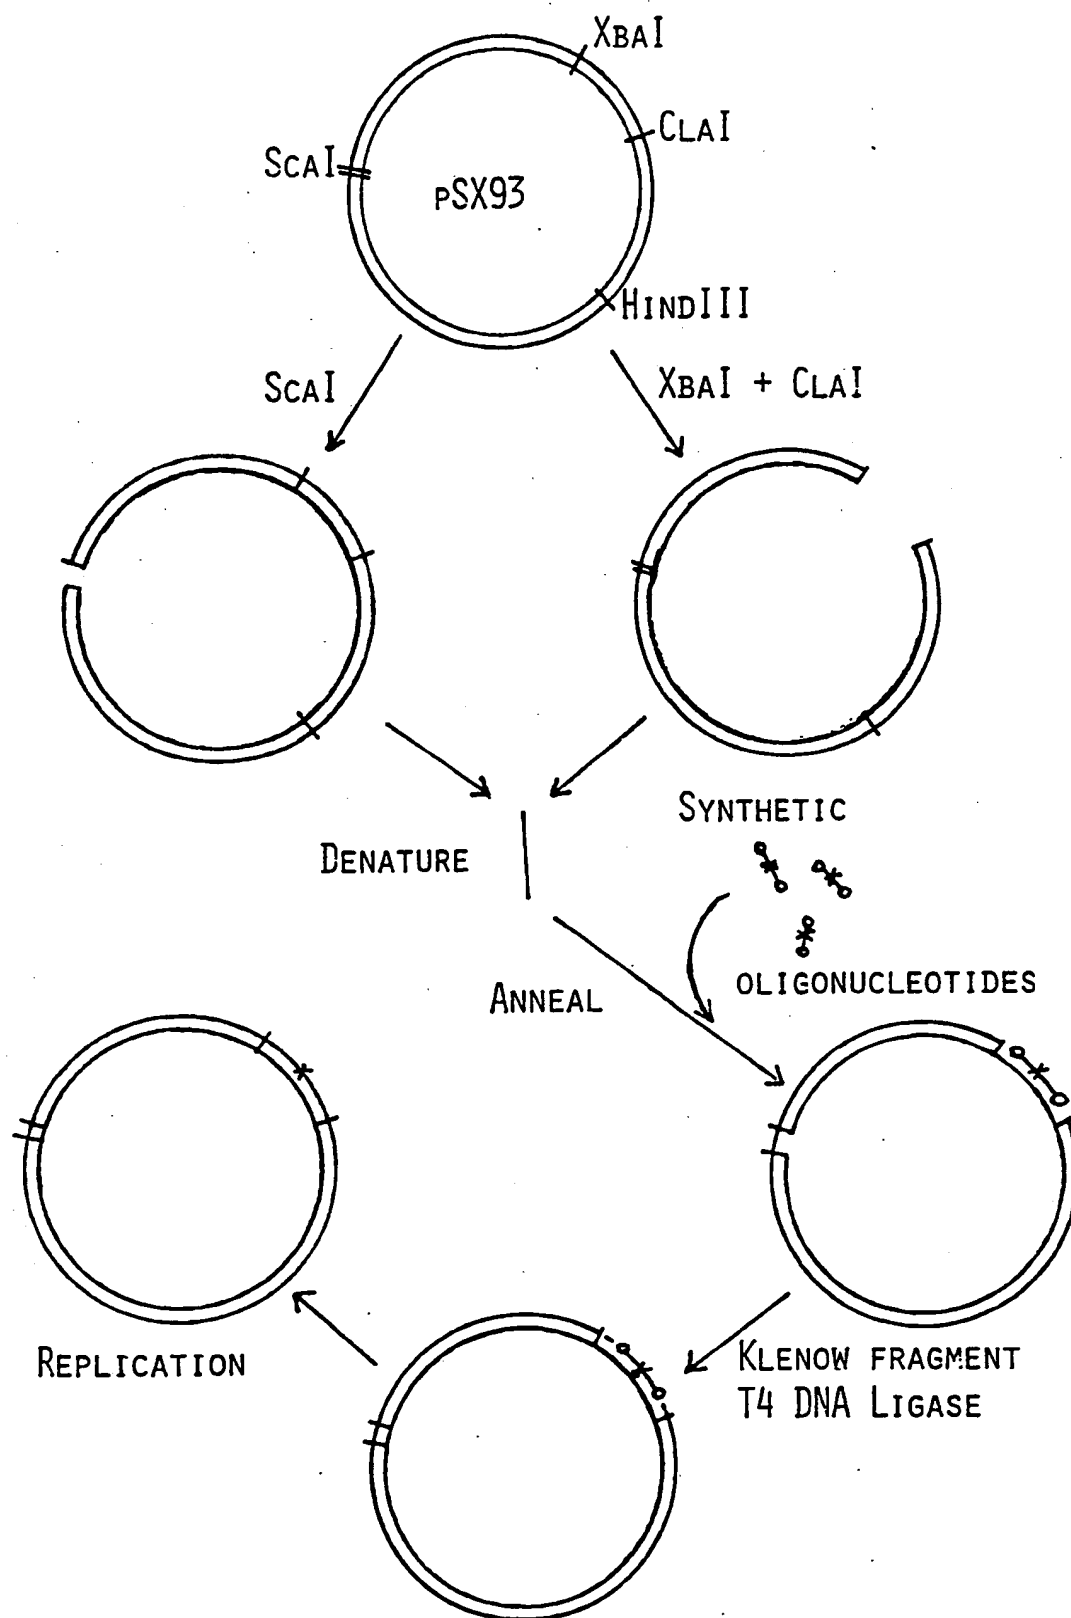 XBAI
CLAI
SCAI
PSX93
HINDIII
SCAI
XBAI + CLAI
SYNTHETIC
DENATURE
OLIGONUCLEOTIDES
ANNEAL
REPLICATION
KLENOW FRAGMENT
T4 DNA LIGASE